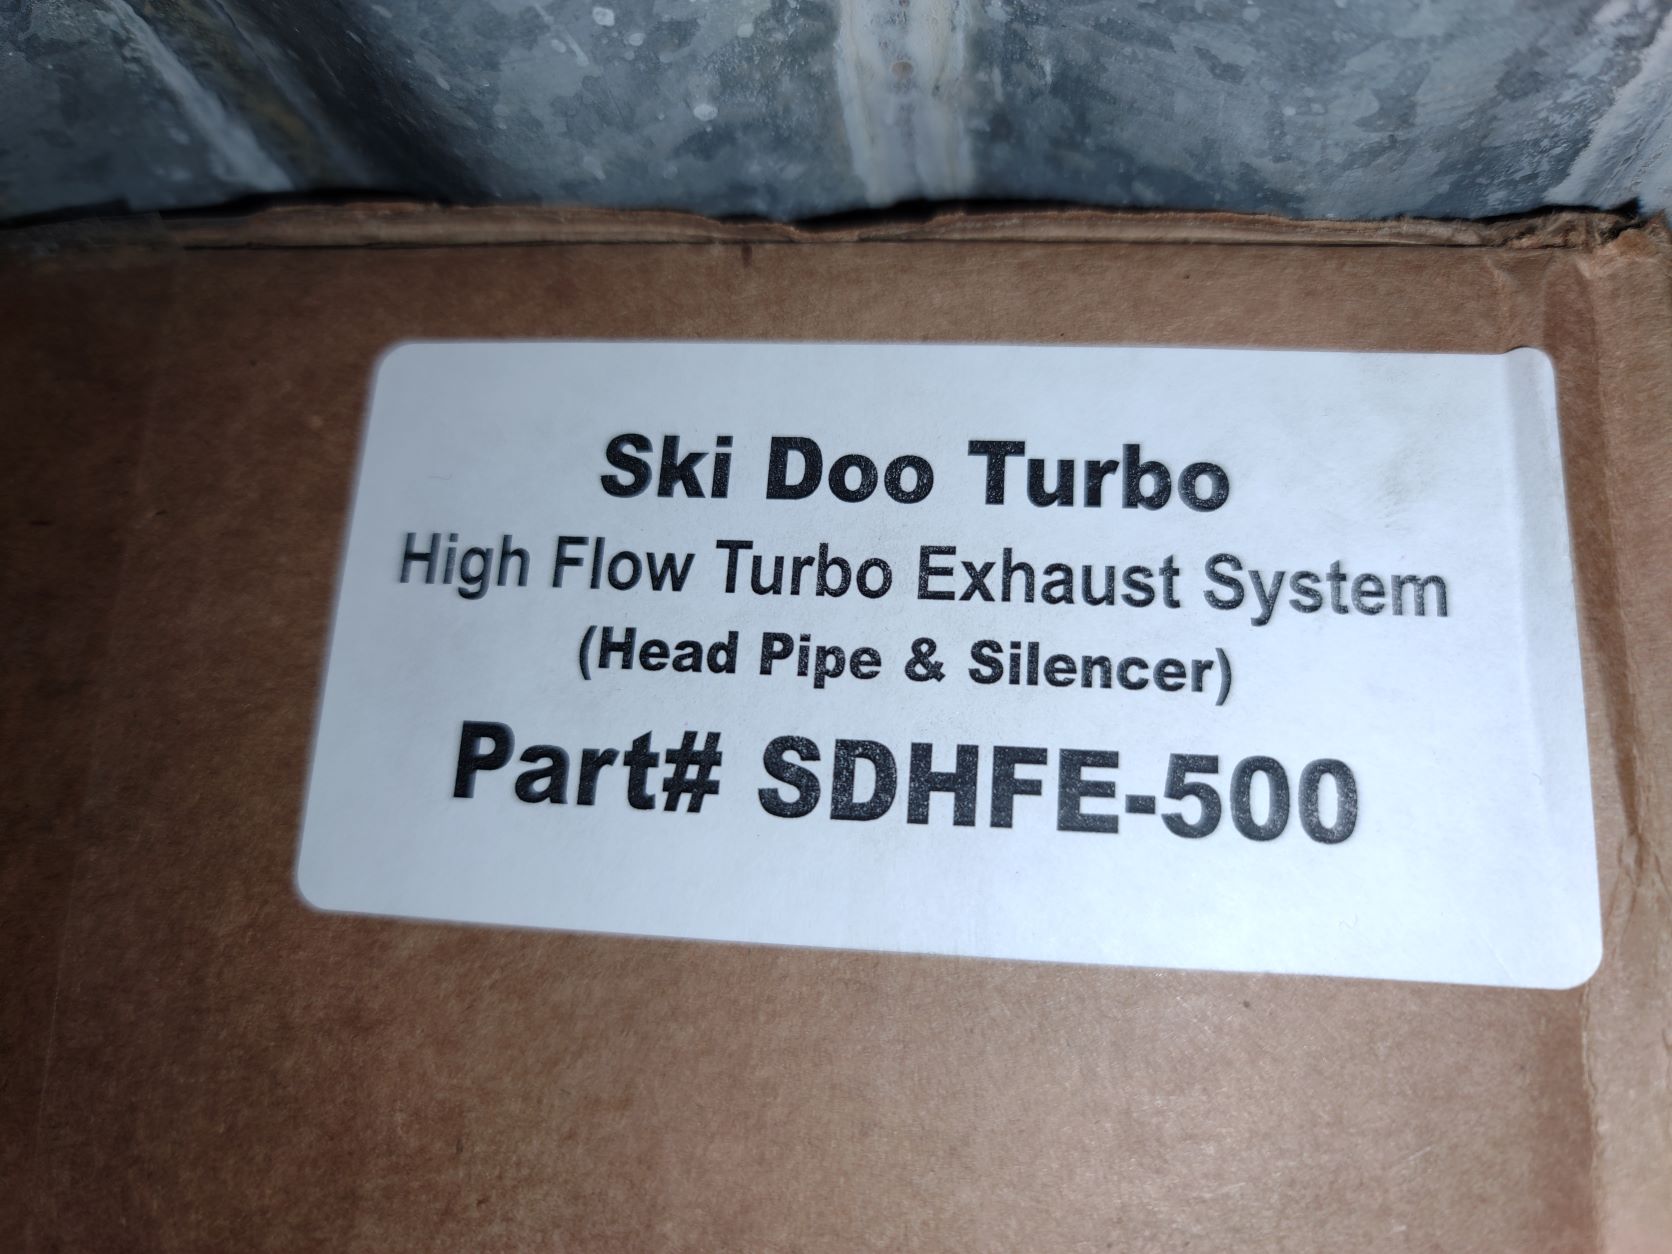 Ski Doo Turbo
High Flow Turbo Exhaust System
(Head Pipe & Silencer)
Part# SDHFE-500